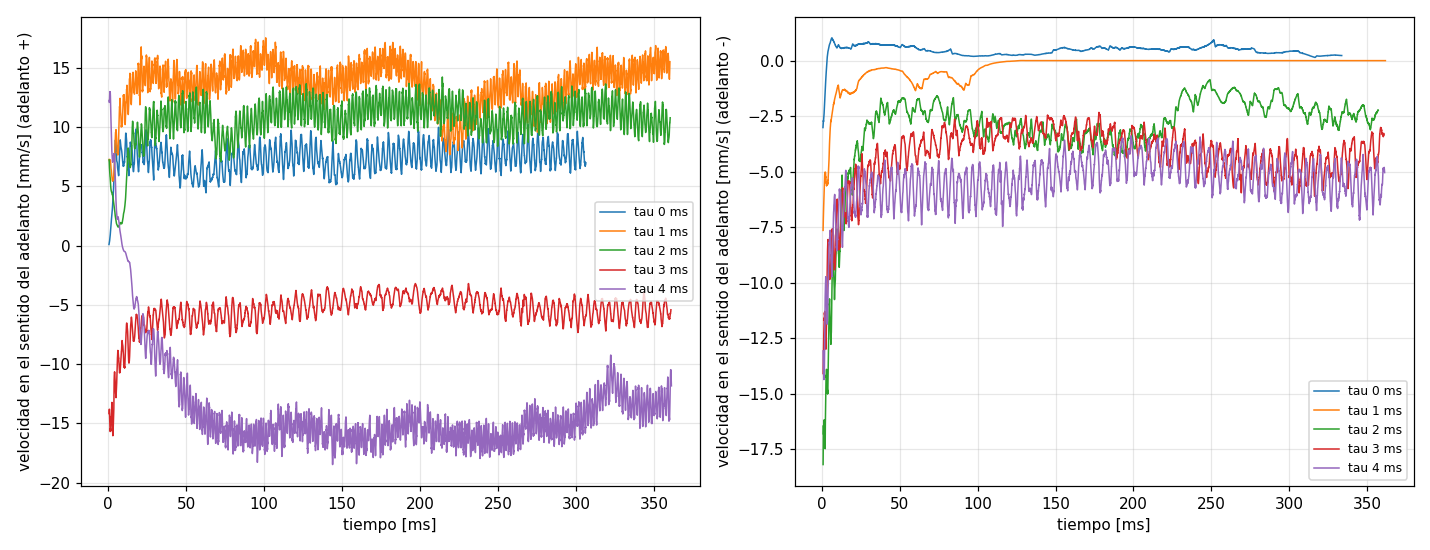 velocidad en el sentido del adelanto [mm/s] (adelanto +)
15
10
5
0
−5
−10
−15
−20
0
50
100
150
200
250
300
350
tiempo [ms]
tau 0 ms
tau 1 ms
tau 2 ms
tau 3 ms
tau 4 ms
velocidad en el sentido del adelanto [mm/s] (adelanto -)
0.0
−2.5
−5.0
−7.5
−10.0
−12.5
−15.0
−17.5
0
50
100
150
200
250
300
350
tiempo [ms]
tau 0 ms
tau 1 ms
tau 2 ms
tau 3 ms
tau 4 ms